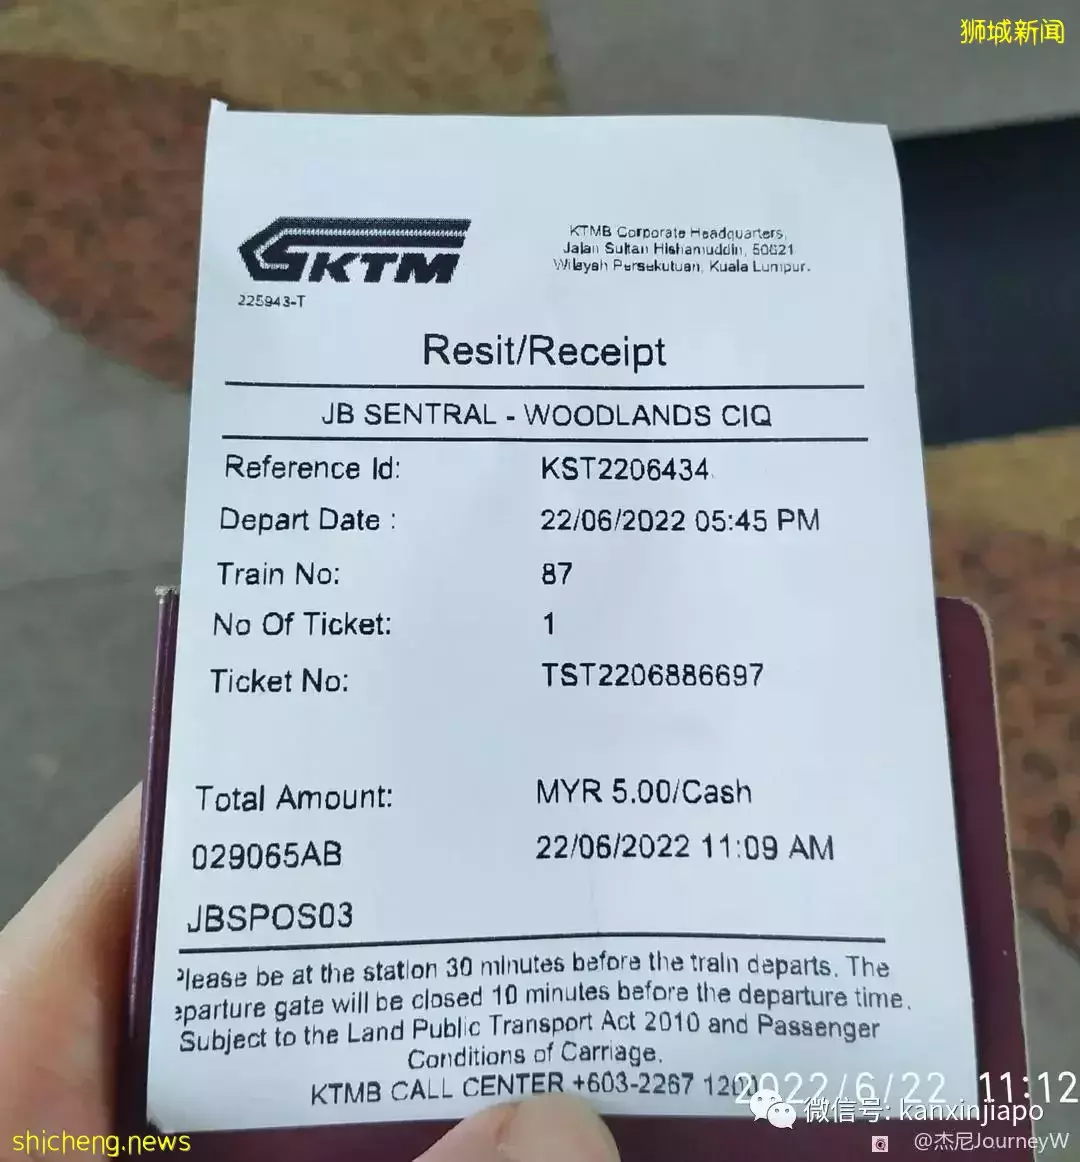 狮城新闻
KTM
225943-T
KTMB Corporate Headquarters,
Jalan Sultan Hishamuddin, 50621
Wilayah Persekutuan, Kuala Lumpur.
Resit/Receipt
JB SENTRAL - WOODLANDS CIQ
Reference Id: KST2206434
Depart Date : 22/06/2022 05:45 PM
Train No: 87
No Of Ticket: 1
Ticket No: TST2206886697
Total Amount: MYR 5.00/Cash
029065AB 22/06/2022 11:09 AM
JBSPOS03
Please be at the station 30 minutes before the train departs. The
eparture gate will be closed 10 minutes before the departure time.
Subject to the Land Public Transport Act 2010 and Passenger
Conditions of Carriage.
KTMB CALL CENTER +603-2267 1200
2022/6/22 11:12
微信号: kanxinjiapo
@杰尼JourneyW
shicheng.news